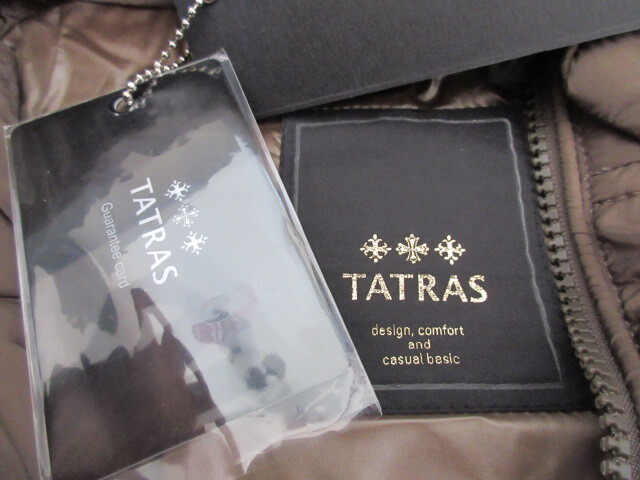 TATRAS
Guarantee card
TATRAS
design, comfort
and
casual basic